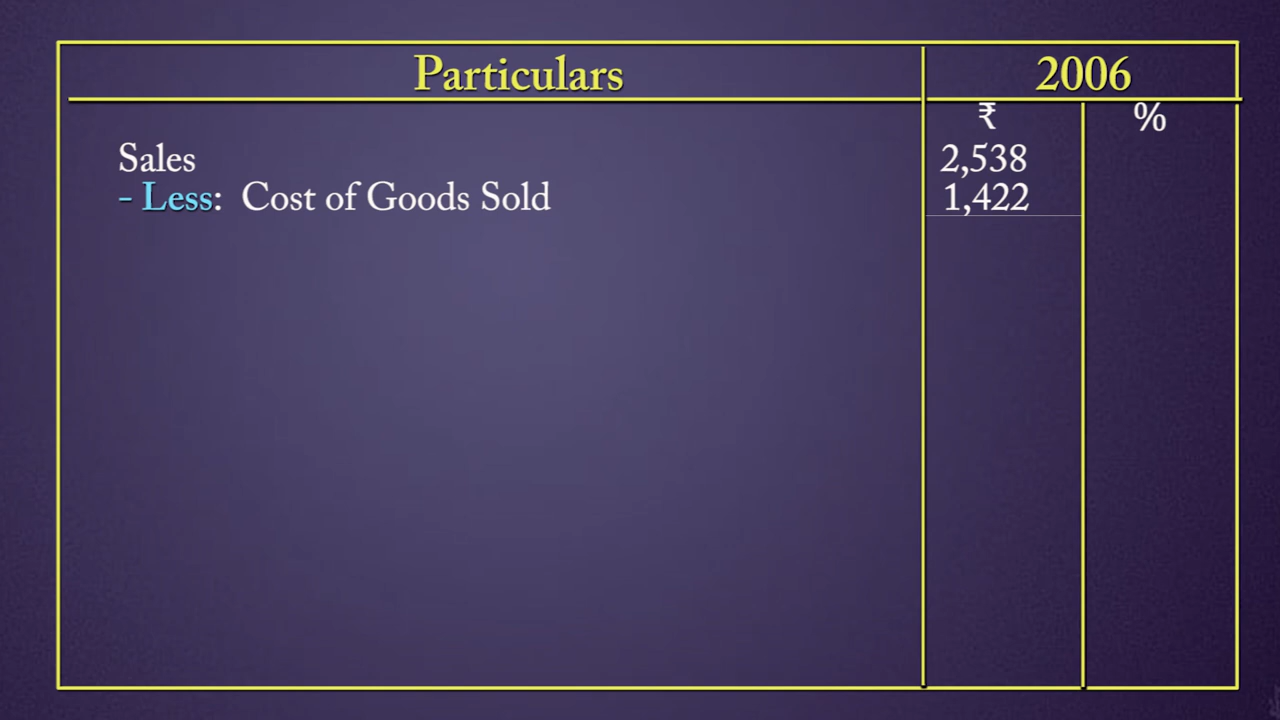 Particulars 2006
₹ %
Sales 2,538
- Less: Cost of Goods Sold 1,422